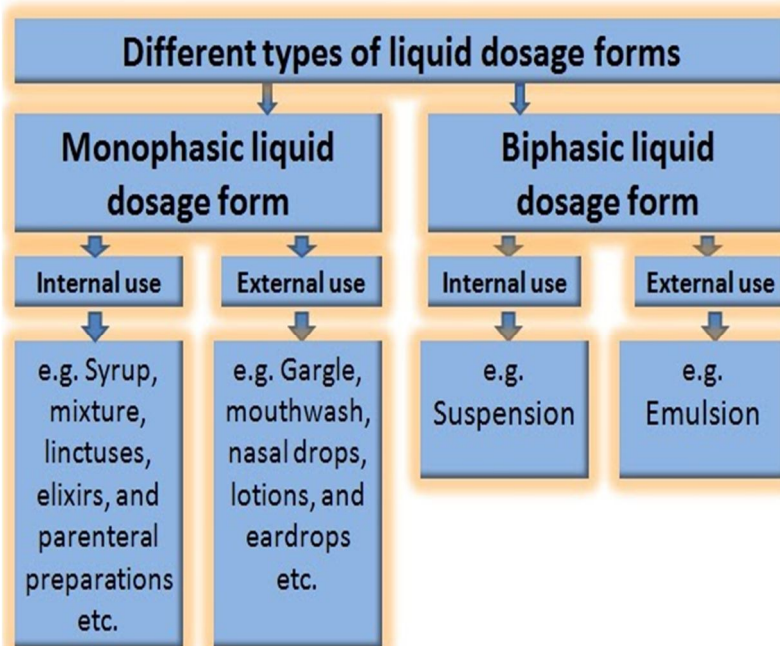 Different types of liquid dosage forms
Monophasic liquid
dosage form
Biphasic liquid
dosage form
Internal use
External use
Internal use
External use
e.g. Syrup,
mixture,
linctuses,
elixirs, and
parenteral
preparations
etc.
e.g. Gargle,
mouthwash,
nasal drops,
lotions, and
eardrops
etc.
e.g.
Suspension
e.g.
Emulsion